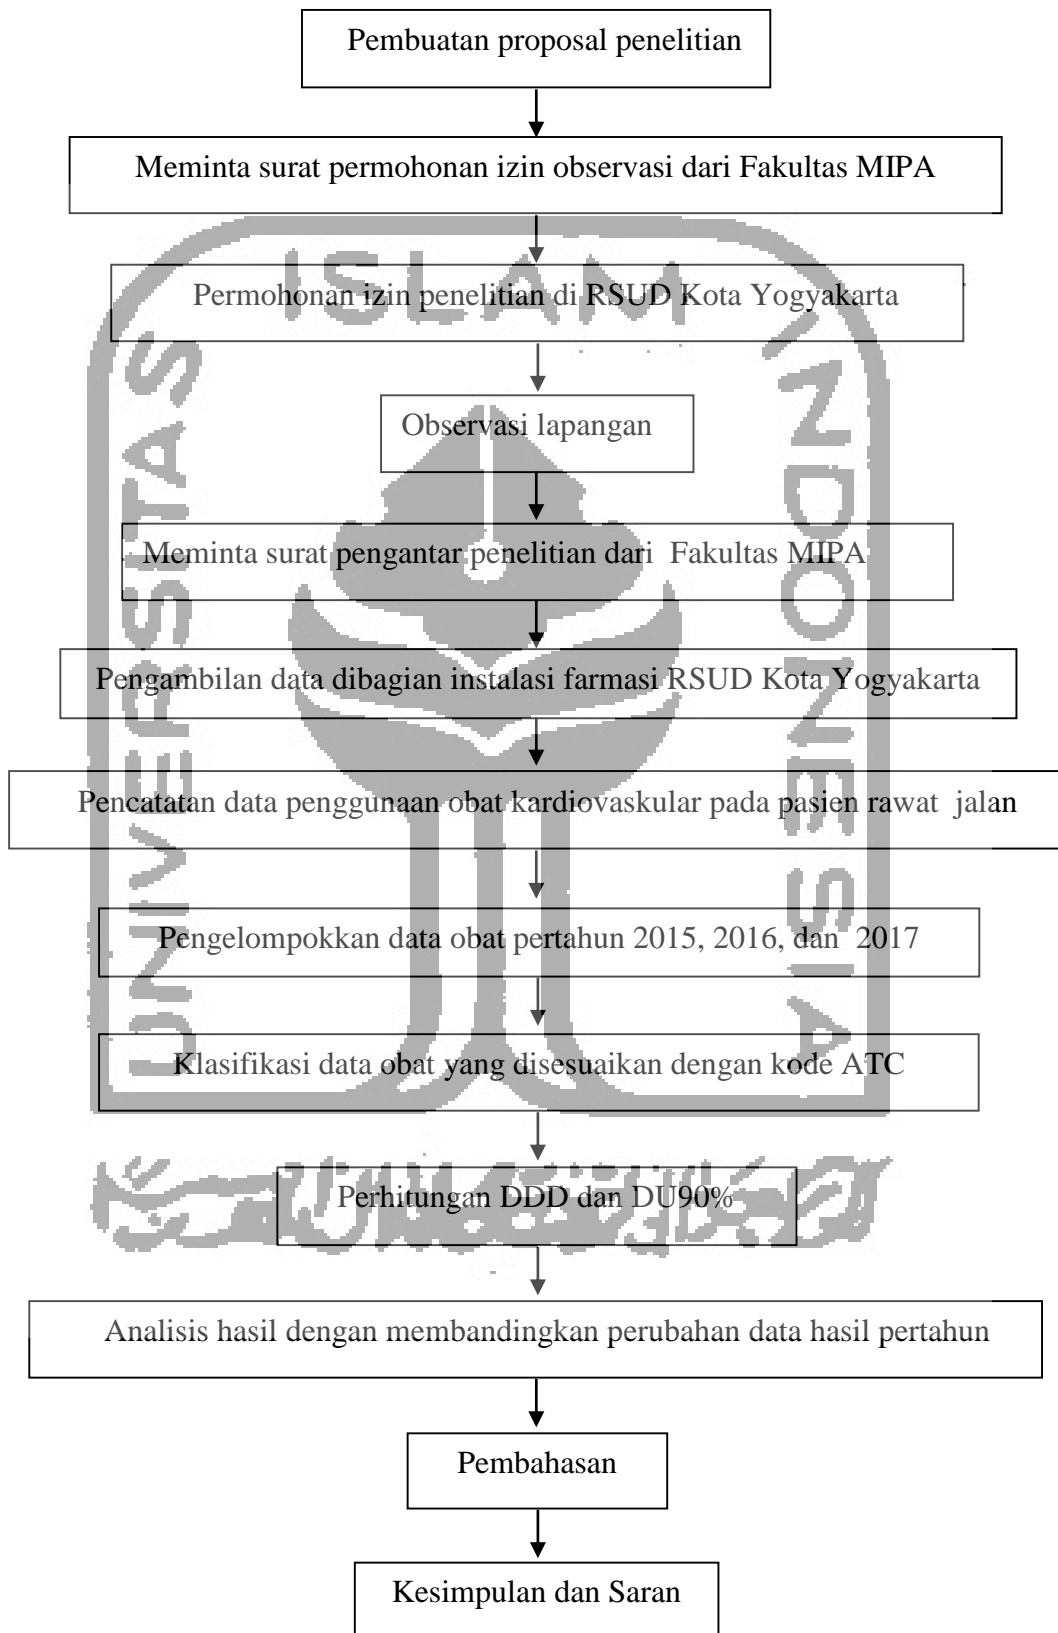 Pembuatan proposal penelitian
Meminta surat permohonan izin observasi dari Fakultas MIPA
Permohonan izin penelitian di RSUD Kota Yogyakarta
Observasi lapangan
Meminta surat pengantar penelitian dari Fakultas MIPA
Pengambilan data dibagian instalasi farmasi RSUD Kota Yogyakarta
Pencatatan data penggunaan obat kardiovaskular pada pasien rawat jalan
Pengelompokkan data obat pertahun 2015, 2016, dan 2017
Klasifikasi data obat yang disesuaikan dengan kode ATC
Perhitungan DDD dan DU90%
Analisis hasil dengan membandingkan perubahan data hasil pertahun
Pembahasan
Kesimpulan dan Saran
UNIVERSITAS
ISLAM
INDONESIA